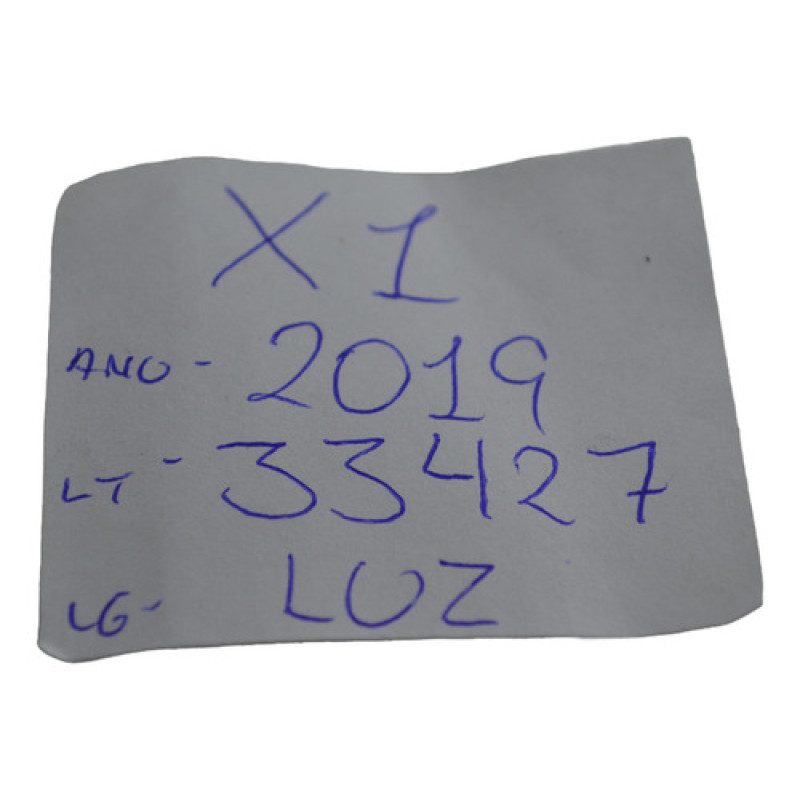 X1
ANO - 2019
LT - 33427
LG - LUZ